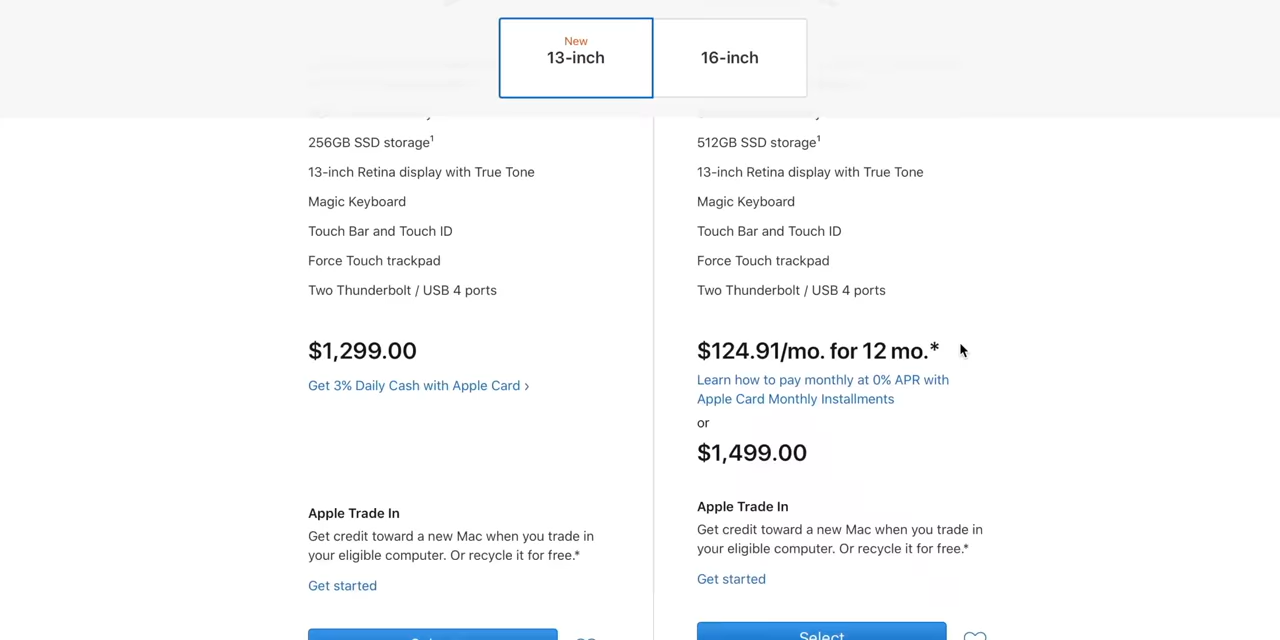 New
13-inch
16-inch
256GB SSD storage¹
13-inch Retina display with True Tone
Magic Keyboard
Touch Bar and Touch ID
Force Touch trackpad
Two Thunderbolt / USB 4 ports
$1,299.00
Get 3% Daily Cash with Apple Card ›
Apple Trade In
Get credit toward a new Mac when you trade in
your eligible computer. Or recycle it for free.*
Get started
512GB SSD storage¹
13-inch Retina display with True Tone
Magic Keyboard
Touch Bar and Touch ID
Force Touch trackpad
Two Thunderbolt / USB 4 ports
$124.91/mo. for 12 mo.*
Learn how to pay monthly at 0% APR with
Apple Card Monthly Installments
or
$1,499.00
Apple Trade In
Get credit toward a new Mac when you trade in
your eligible computer. Or recycle it for free.*
Get started
Select